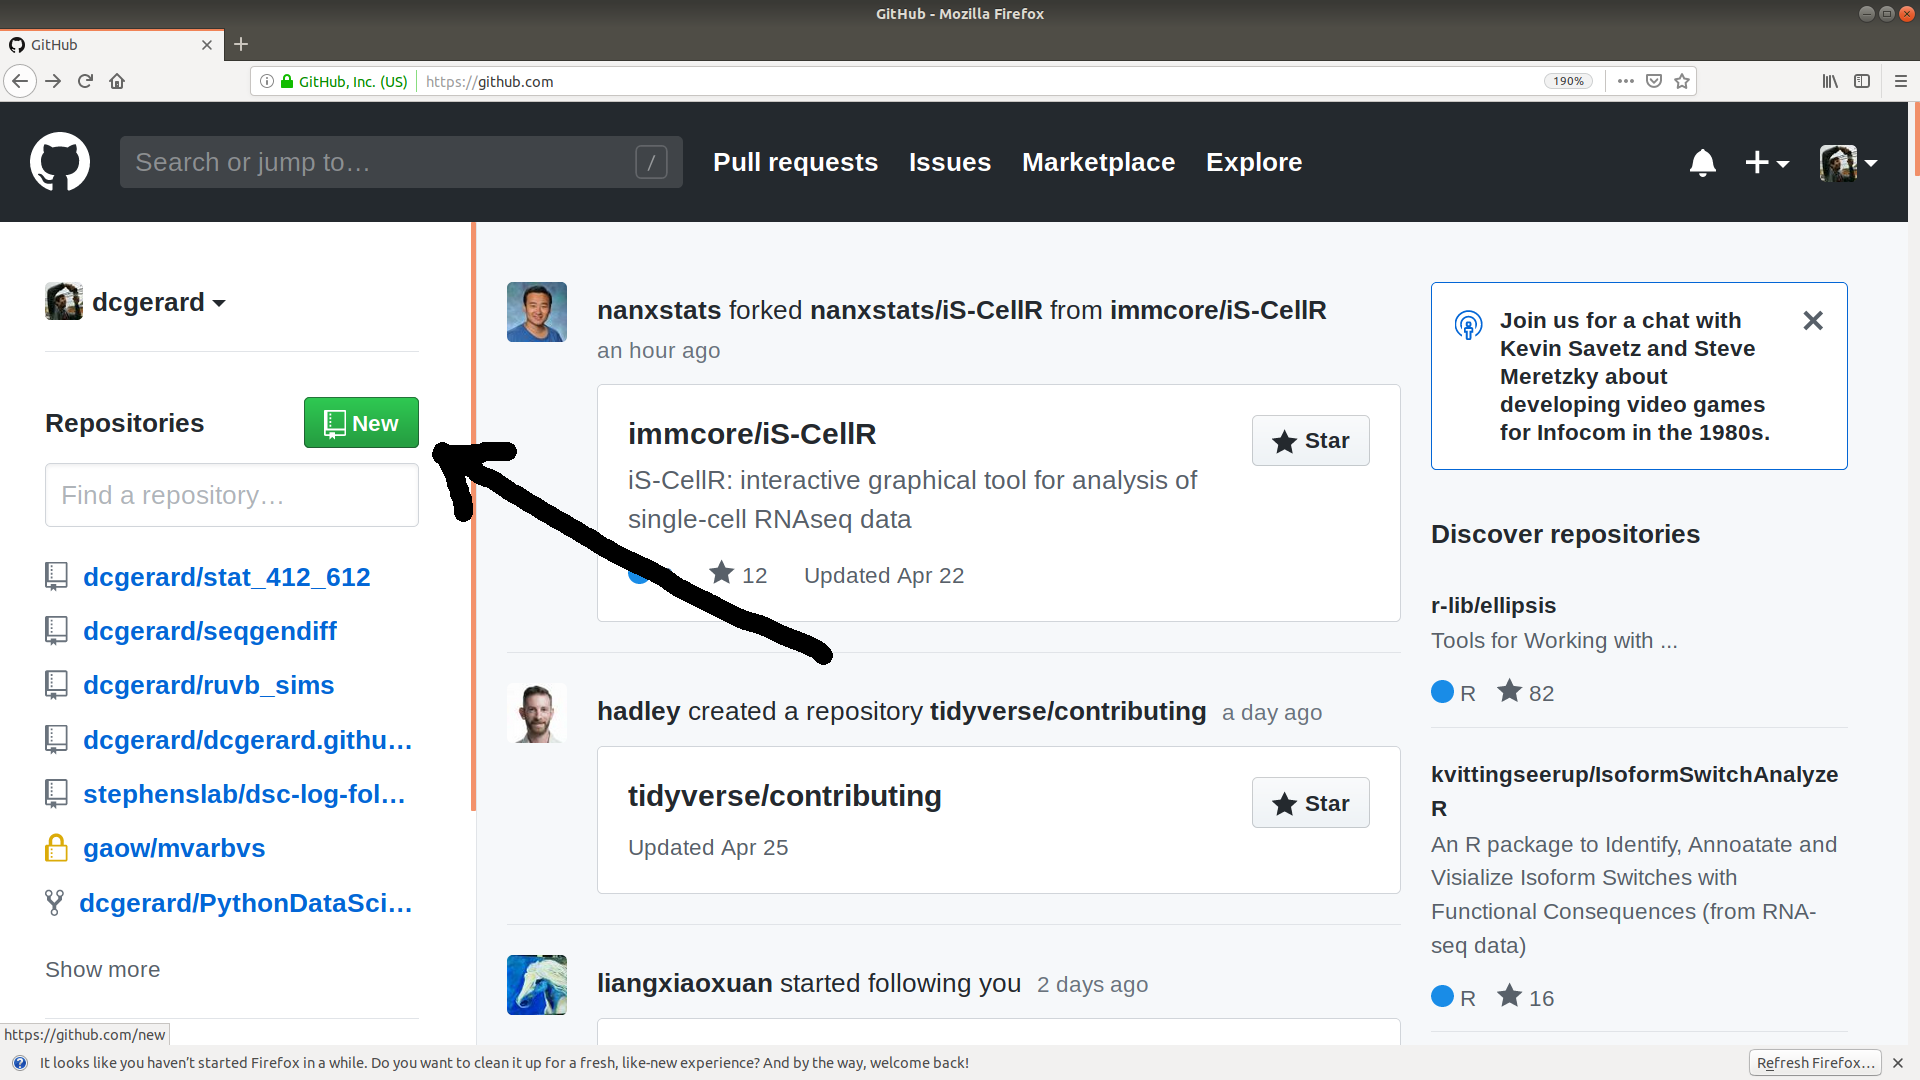 GitHub - Mozilla Firefox
GitHub
GitHub, Inc. (US) https://github.com 190%
Search or jump to… / Pull requests Issues Marketplace Explore
dcgerard
Repositories New
Find a repository…
dcgerard/stat_412_612
dcgerard/seqgendiff
dcgerard/ruvb_sims
dcgerard/dcgerard.githu…
stephenslab/dsc-log-fol…
gaow/mvarbvs
dcgerard/PythonDataSci…
Show more
nanxstats forked nanxstats/iS-CellR from immcore/iS-CellR
an hour ago
immcore/iS-CellR
Star
iS-CellR: interactive graphical tool for analysis of
single-cell RNAseq data
12 Updated Apr 22
hadley created a repository tidyverse/contributing a day ago
tidyverse/contributing
Star
Updated Apr 25
liangxiaoxuan started following you 2 days ago
Join us for a chat with
Kevin Savetz and Steve
Meretzky about
developing video games
for Infocom in the 1980s.
Discover repositories
r-lib/ellipsis
Tools for Working with ...
R 82
kvittingseerup/IsoformSwitchAnalyze
R
An R package to Identify, Annoatate and
Visialize Isoform Switches with
Functional Consequences (from RNA-
seq data)
R 16
https://github.com/new
It looks like you haven't started Firefox in a while. Do you want to clean it up for a fresh, like-new experience? And by the way, welcome back!
Refresh Firefox…